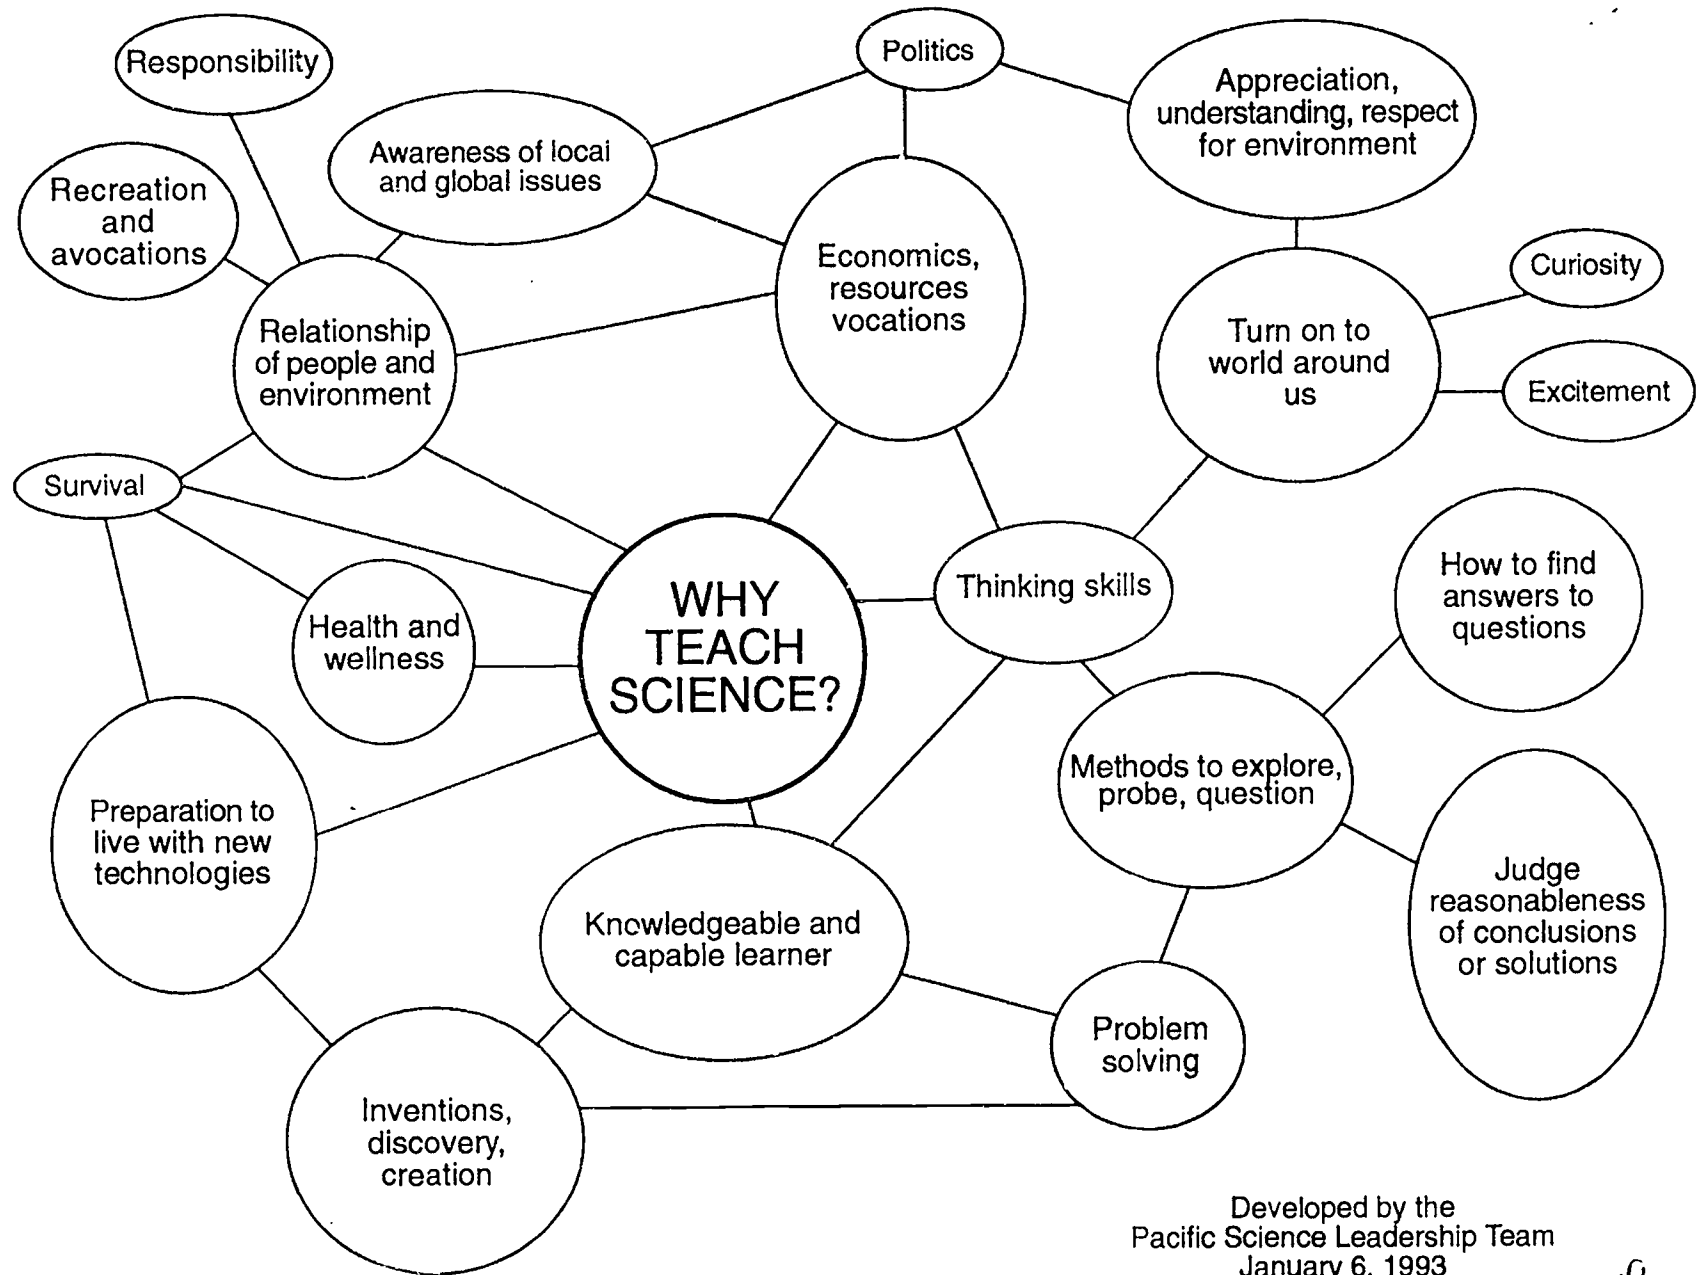 Responsibility
Politics
Appreciation,
understanding, respect
for environment
Awareness of local
and global issues
Recreation
and
avocations
Economics,
resources
vocations
Curiosity
Relationship
of people and
environment
Turn on to
world around
us
Excitement
Survival
How to find
answers to
questions
Thinking skills
WHY
TEACH
SCIENCE?
Health and
wellness
Methods to explore,
probe, question
Preparation to
live with new
technologies
Judge
reasonableness
of conclusions
or solutions
Knowledgeable and
capable learner
Problem
solving
Inventions,
discovery,
creation
Developed by the
Pacific Science Leadership Team
January 6, 1993